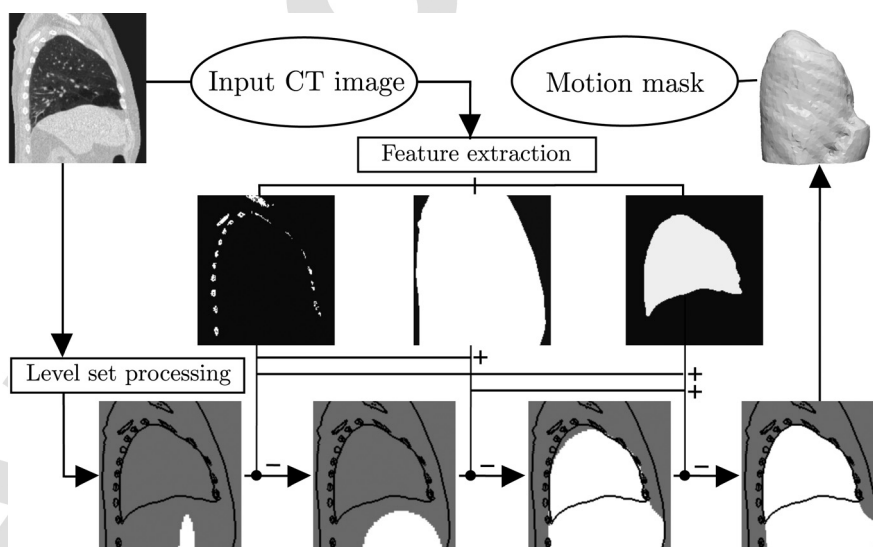 Input CT image
Motion mask
Feature extraction
+
+
Level set processing
+
+
− − −